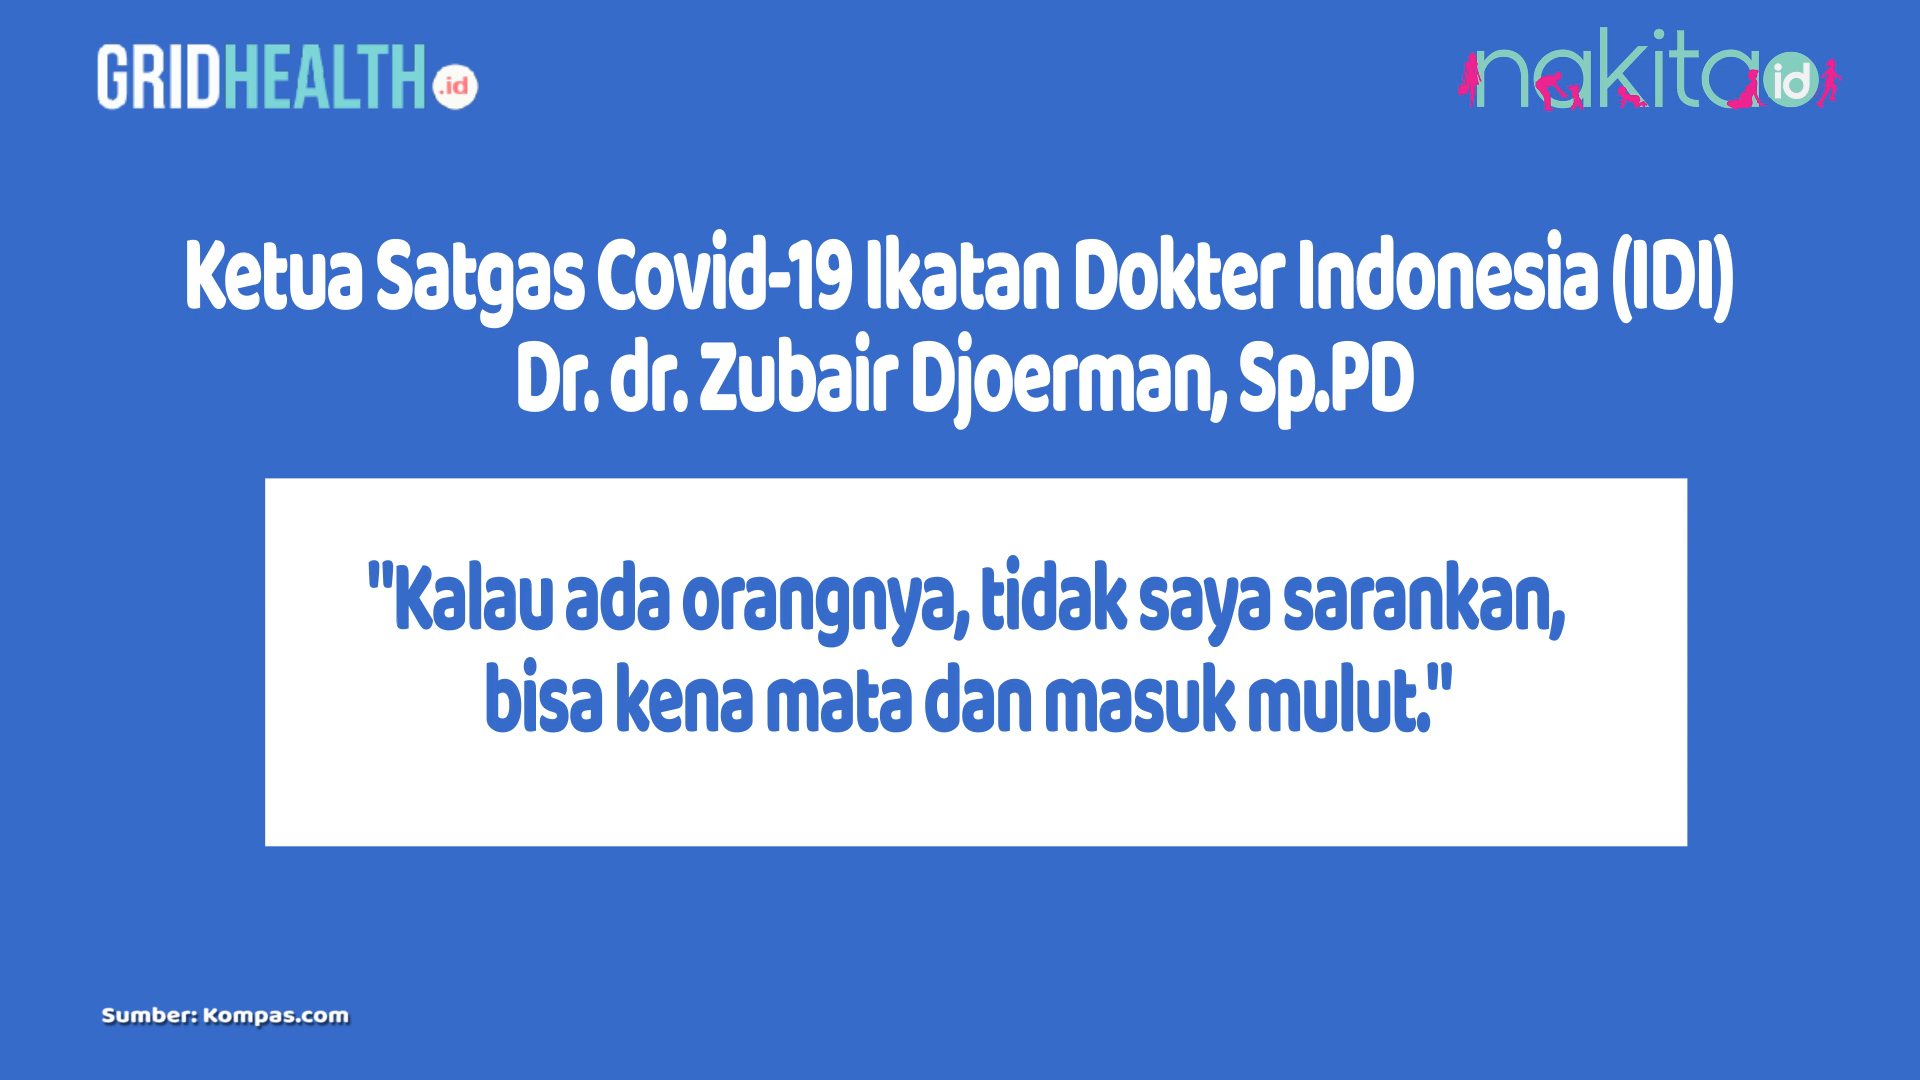 GRIDHEALTH.id
nakita id
Ketua Satgas Covid-19 Ikatan Dokter Indonesia (IDI)
Dr. dr. Zubair Djoerman, Sp.PD
"Kalau ada orangnya, tidak saya sarankan,
bisa kena mata dan masuk mulut."
Sumber: Kompas.com